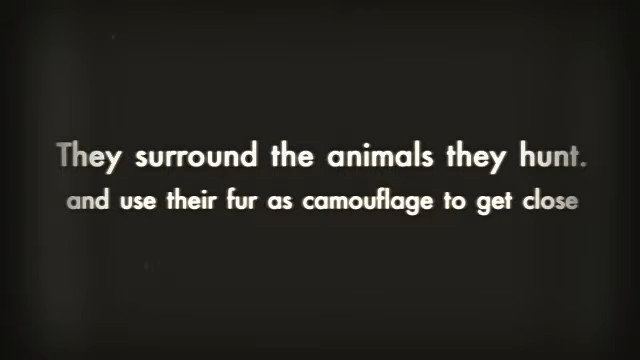 They surround the animals they hunt.
and use their fur as camouflage to get close